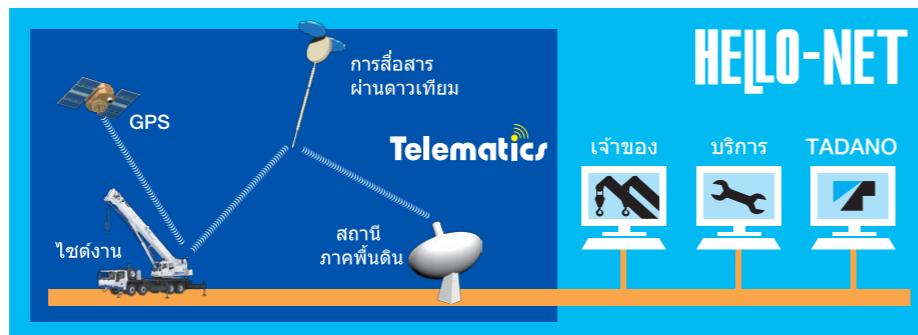 HELLO-NET
การสื่อสาร
ผ่านดาวเทียม
GPS
Telematics
เจ้าของ
บริการ
TADANO
ไซต์งาน
สถานี
ภาคพื้นดิน